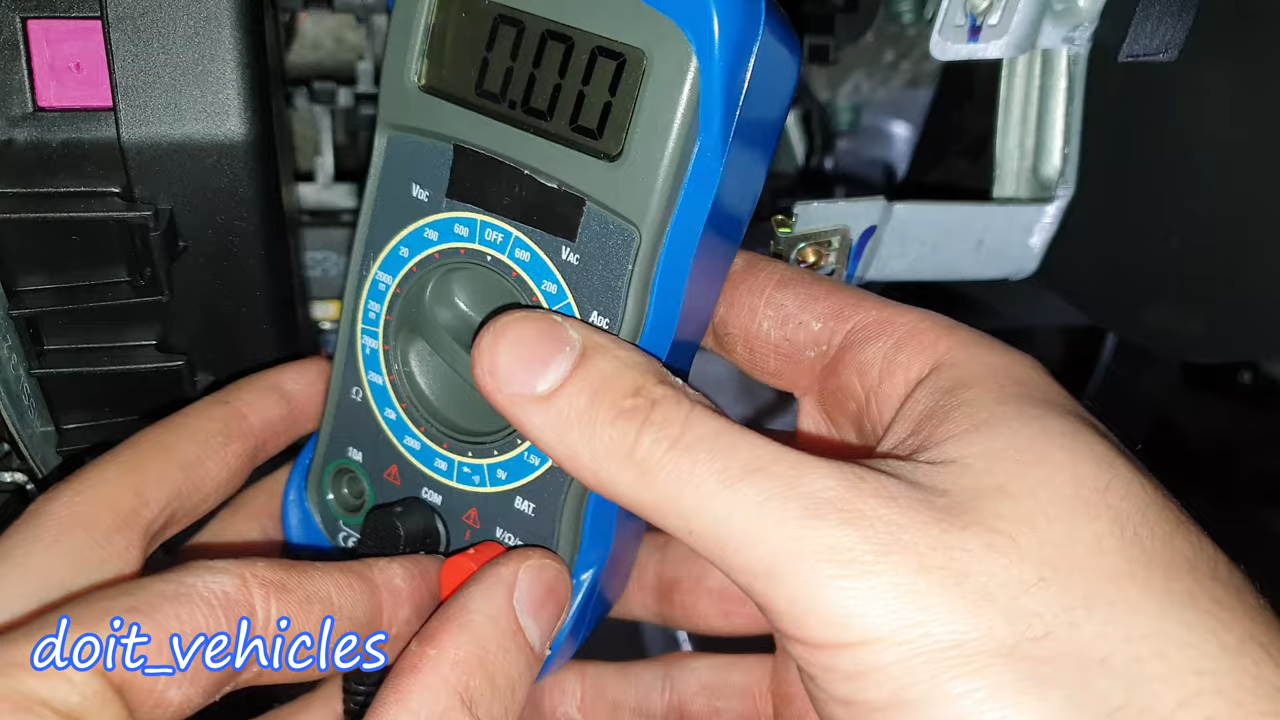 0.00
VDC
200 600 OFF 600
VAC
20
200
2000
m
ADC
200
m
2000
k
200k
Ω
20k
2000
200
9V
1.5V
10A
COM
BAT.
V/Ω/
CE
doit_vehicles